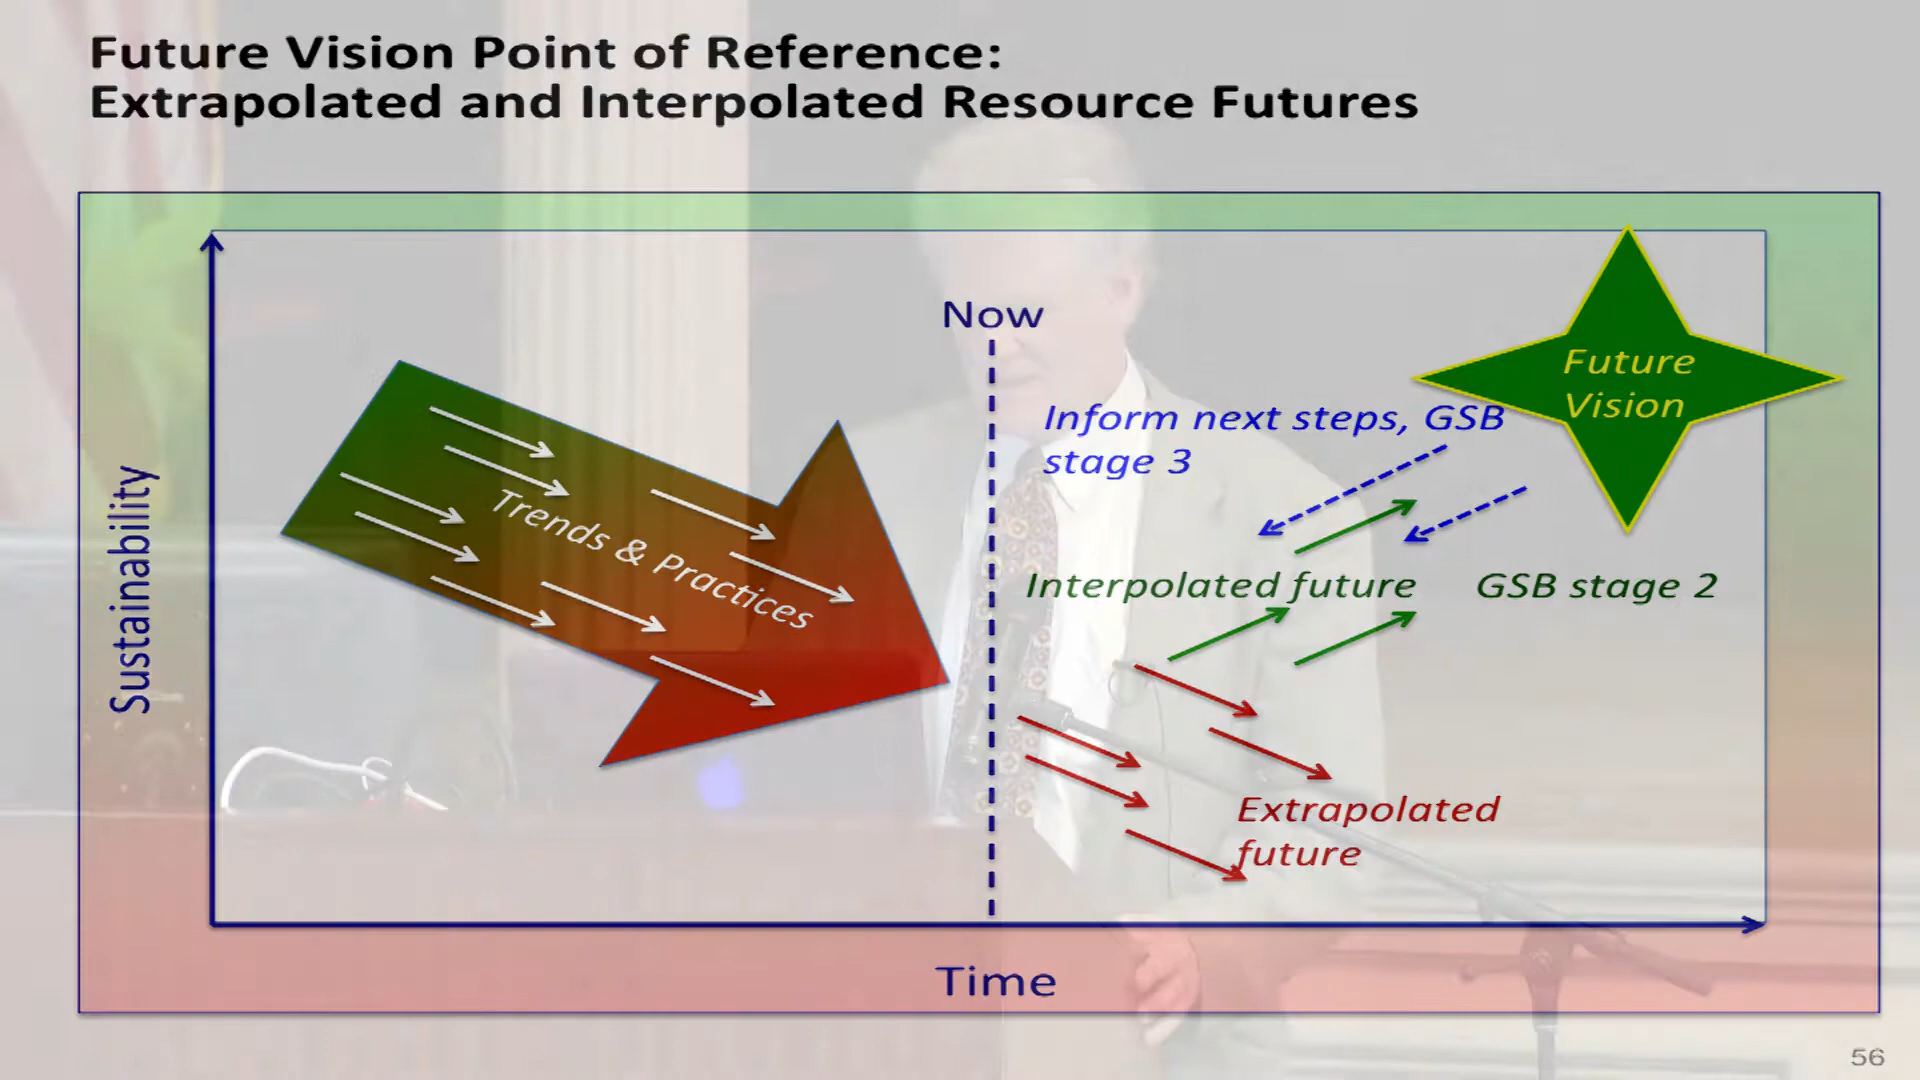 Future Vision Point of Reference:
Extrapolated and Interpolated Resource Futures
Now
Future
Vision
Inform next steps, GSB
stage 3
Trends & Practices
Interpolated future
GSB stage 2
Sustainability
Extrapolated
future
Time
56